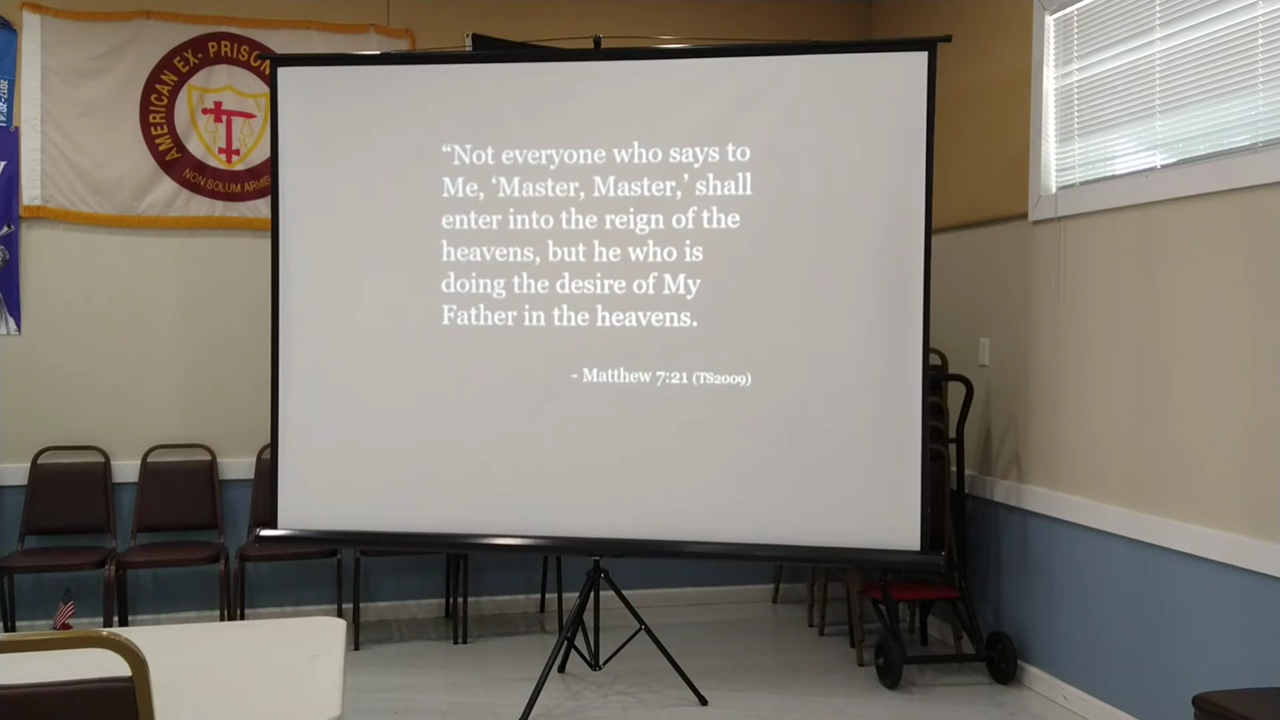 AMERICAN EX-PRISON
NON SOLUM ARMIS
“Not everyone who says to
Me, ‘Master, Master,’ shall
enter into the reign of the
heavens, but he who is
doing the desire of My
Father in the heavens.
- Matthew 7:21 (TS2009)